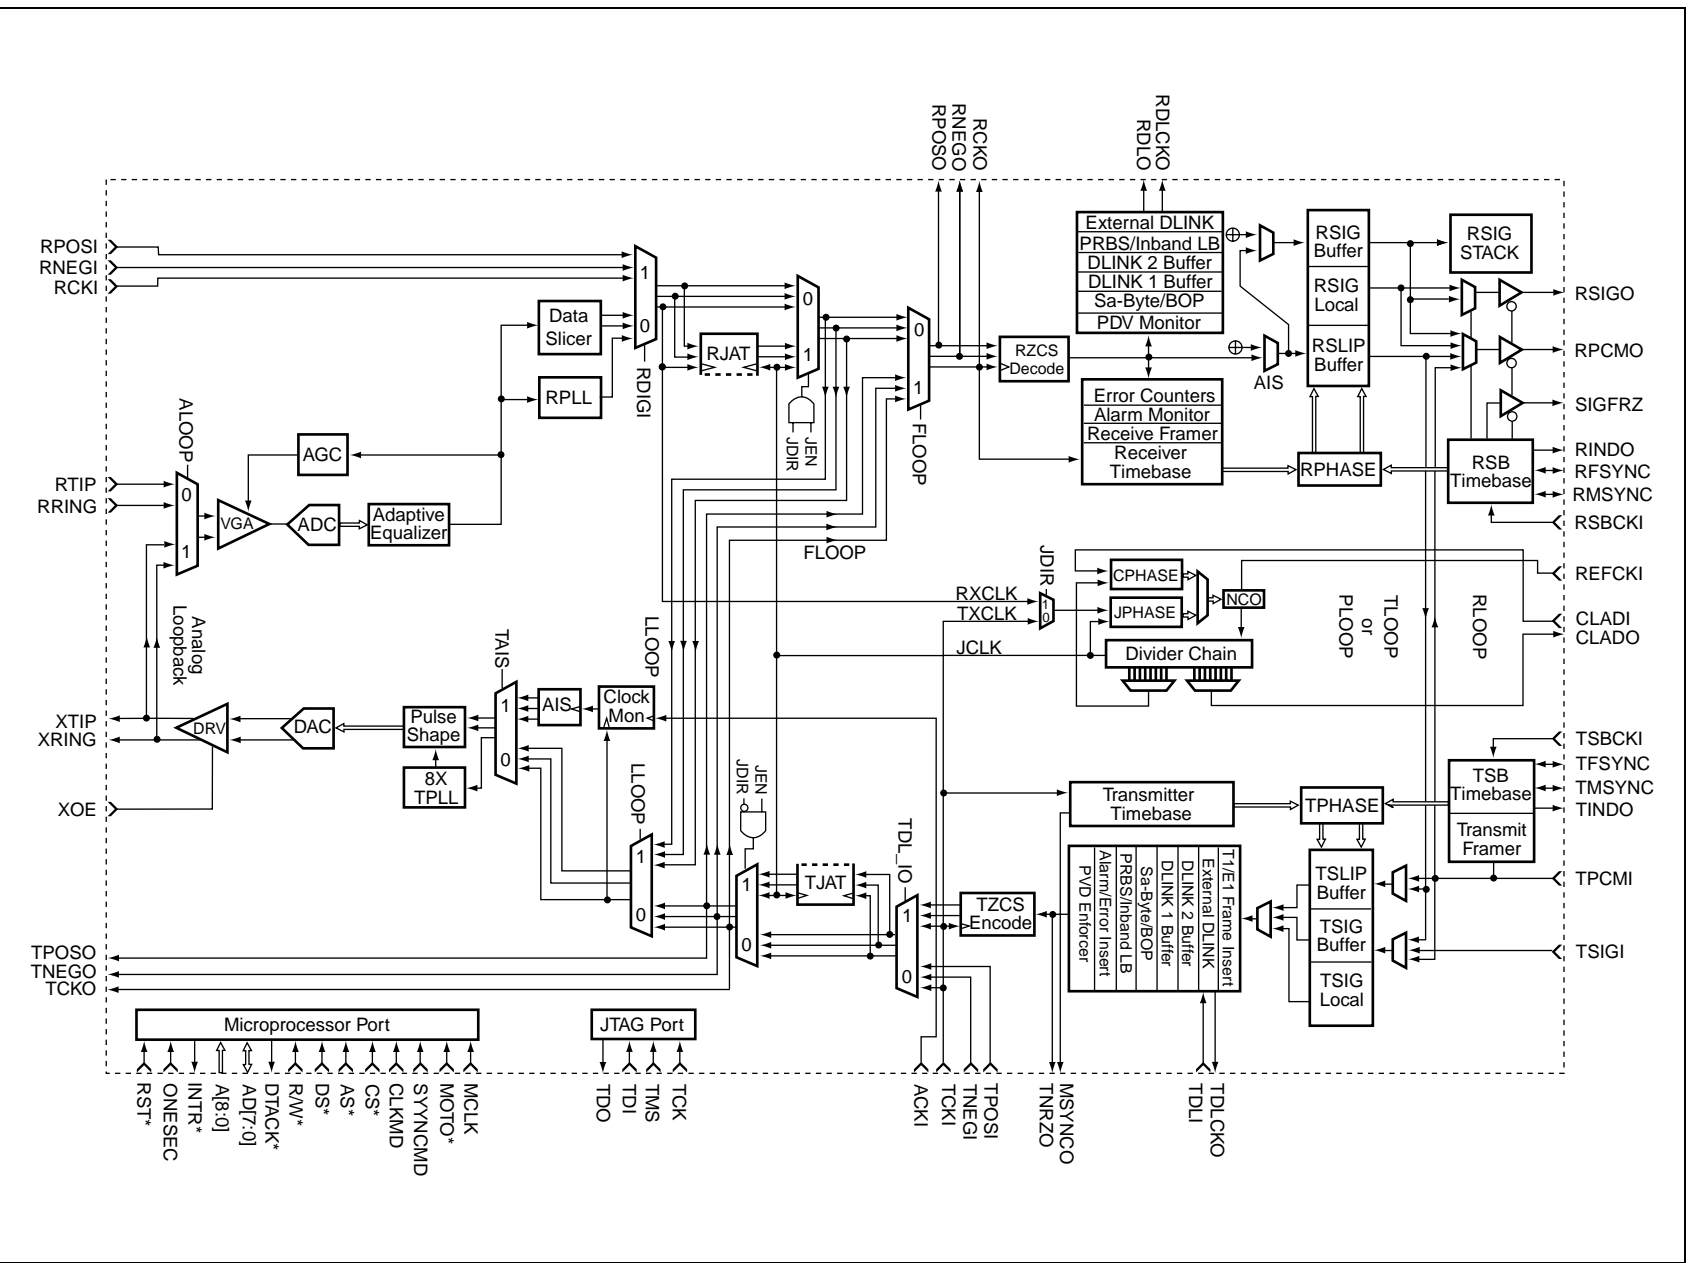 RPOSO
RNEGO
RCKO
RDLO
RDLCKO
RPOSI
RNEGI
RCKI
1
0
RDIGI
Data
Slicer
RPLL
RJAT
0
1
JDIR
JEN
0
1
FLOOP
RZCS
Decode
External DLINK
PRBS/Inband LB
DLINK 2 Buffer
DLINK 1 Buffer
Sa-Byte/BOP
PDV Monitor
Error Counters
Alarm Monitor
Receive Framer
Receiver
Timebase
AIS
RSIG
Buffer
RSIG
Local
RSLIP
Buffer
RSIG
STACK
RPHASE
RSB
Timebase
RSIGO
RPCMO
SIGFRZ
RINDO
RFSYNC
RMSYNC
RSBCKI
REFCKI
CLADI
CLADO
ALOOP
0
1
RTIP
RRING
AGC
VGA
ADC
Adaptive
Equalizer
FLOOP
RXCLK
TXCLK
JCLK
JDIR
1
0
CPHASE
JPHASE
NCO
Divider Chain
PLOOP
or
TLOOP
RLOOP
Analog
Loopback
XTIP
XRING
XOE
DRV
DAC
Pulse
Shape
8X
TPLL
TAIS
1
0
AIS
Clock
Mon
LLOOP
LLOOP
1
0
JDIR
JEN
1
0
TJAT
TDL_IO
1
0
TZCS
Encode
Transmitter
Timebase
TPHASE
TSB
Timebase
Transmit
Framer
TSBCKI
TFSYNC
TMSYNC
TINDO
TPCMI
TSIGI
T1/E1 Frame Insert
External DLINK
DLINK 2 Buffer
DLINK 1 Buffer
Sa-Byte/BOP
PRBS/Inband LB
Alarm/Error Insert
PVD Enforcer
TSLIP
Buffer
TSIG
Buffer
TSIG
Local
TPOSO
TNEGO
TCKO
Microprocessor Port
JTAG Port
RST*
ONESEC
INTR*
A[8:0]
AD[7:0]
DTACK*
R/W*
DS*
AS*
CS*
CLKMD
SYYNCMD
MOTO*
MCLK
TDO
TDI
TMS
TCK
ACKI
TCKI
TNEGI
TPOSI
TNRZO
MSYNCO
TDLI
TDLCKO